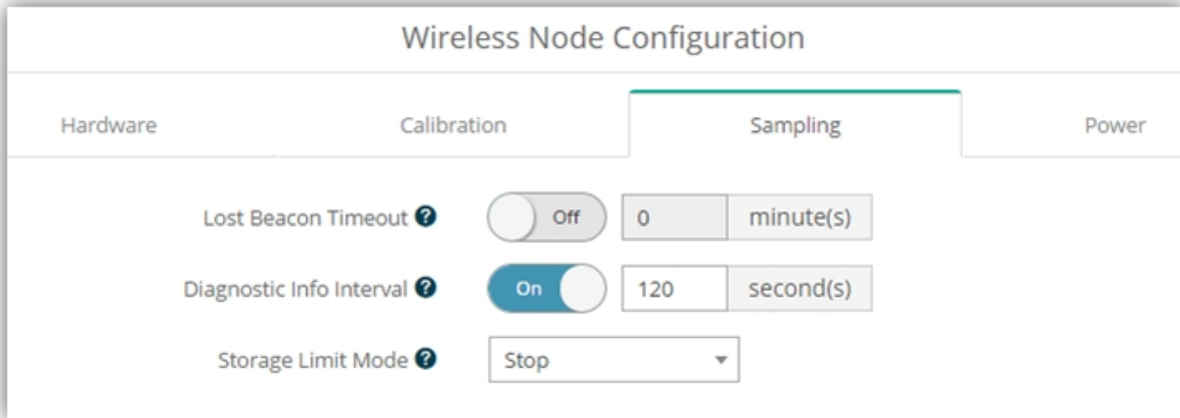 Wireless Node Configuration
Hardware Calibration Sampling Power
Lost Beacon Timeout ? Off 0 minute(s)
Diagnostic Info Interval ? On 120 second(s)
Storage Limit Mode ? Stop